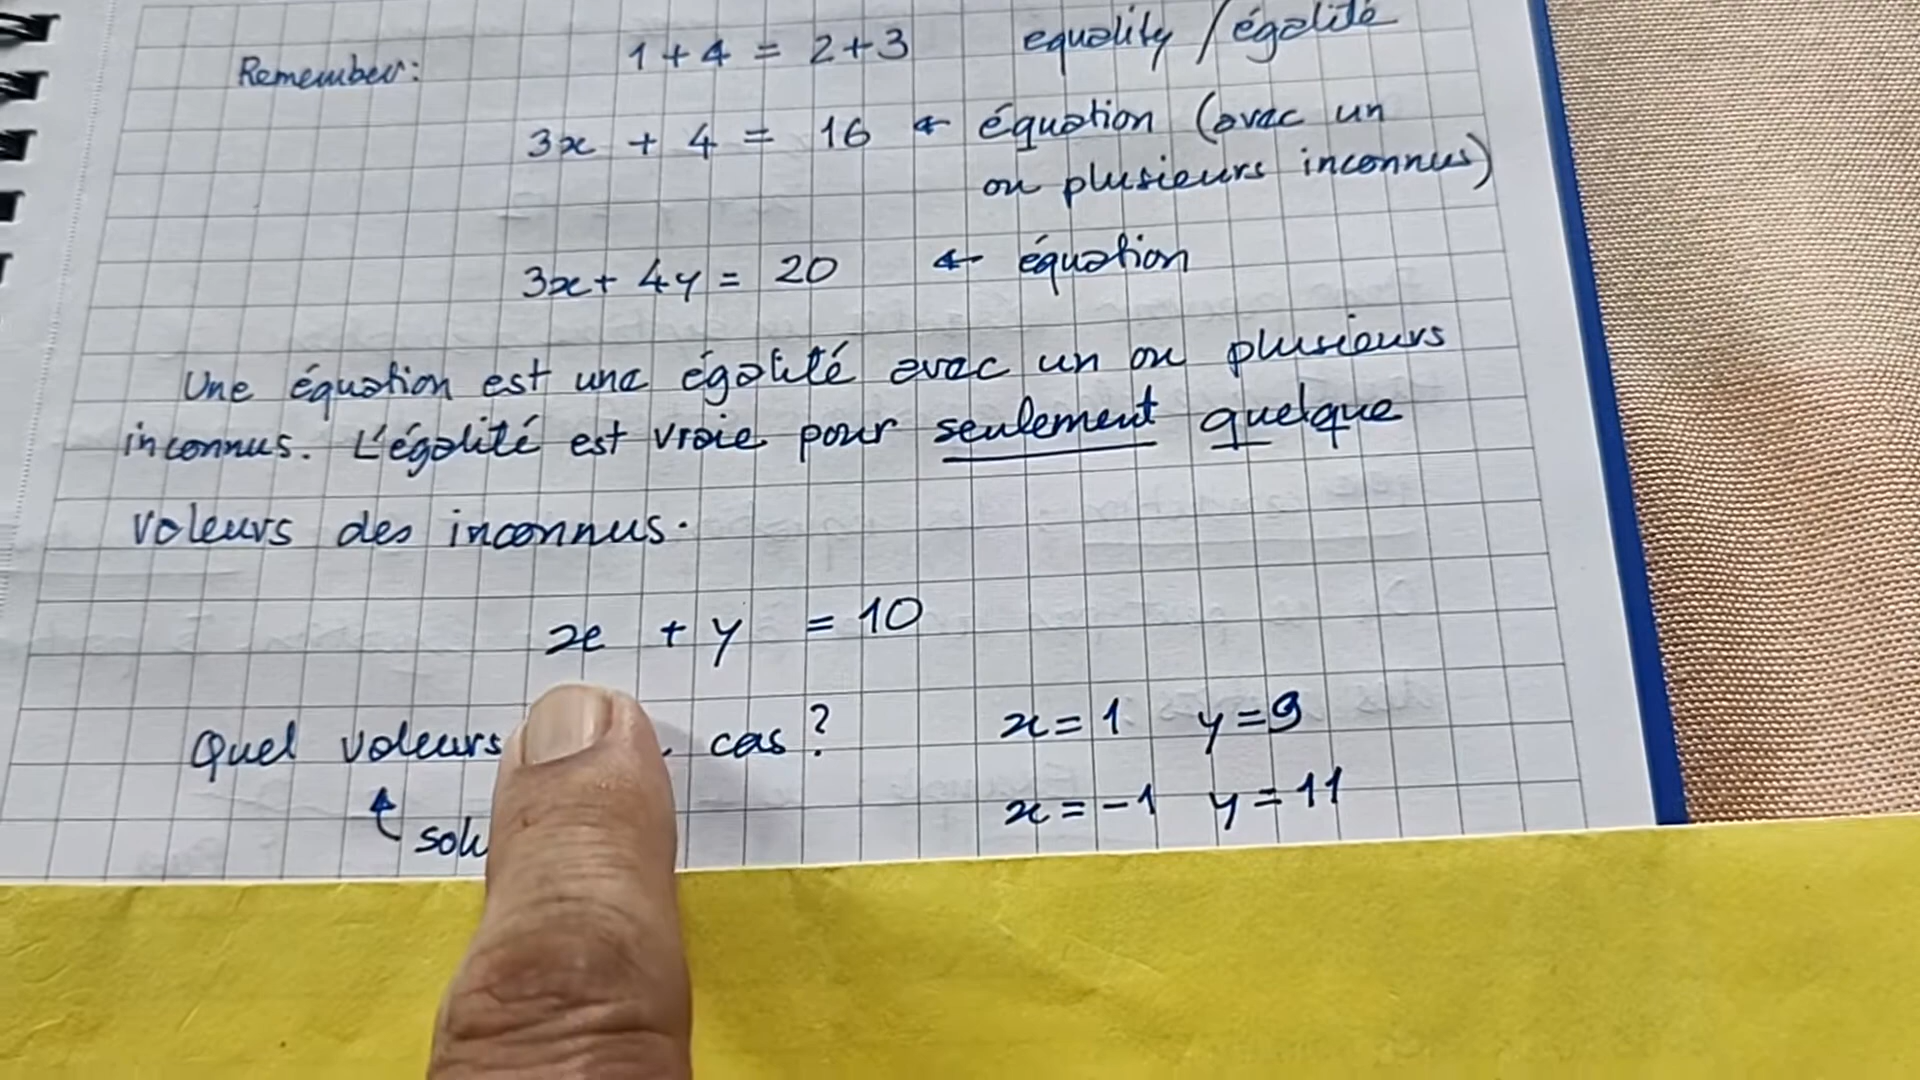 Remember: 1 + 4 = 2 + 3 equality / égalité
3x + 4 = 16 ← équation (avec un
ou plusieurs inconnus)
3x + 4y = 20 ← équation
Une équation est une égalité avec un ou plusieurs
inconnus. L'égalité est vraie pour seulement quelque
valeurs des inconnus.
x + y = 10
Quel valeurs cas? x = 1 y = 9
x = -1 y = 11